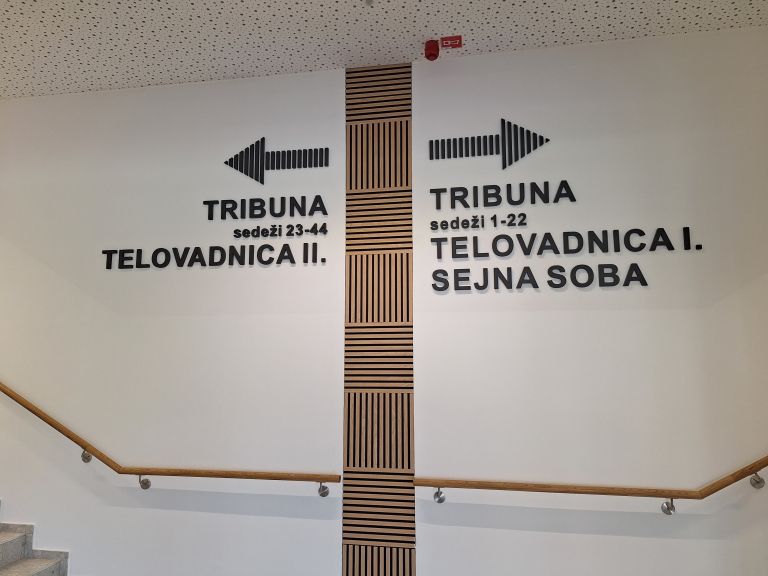 TRIBUNA
sedeži 23-44
TELOVADNICA II.
TRIBUNA
sedeži 1-22
TELOVADNICA I.
SEJNA SOBA